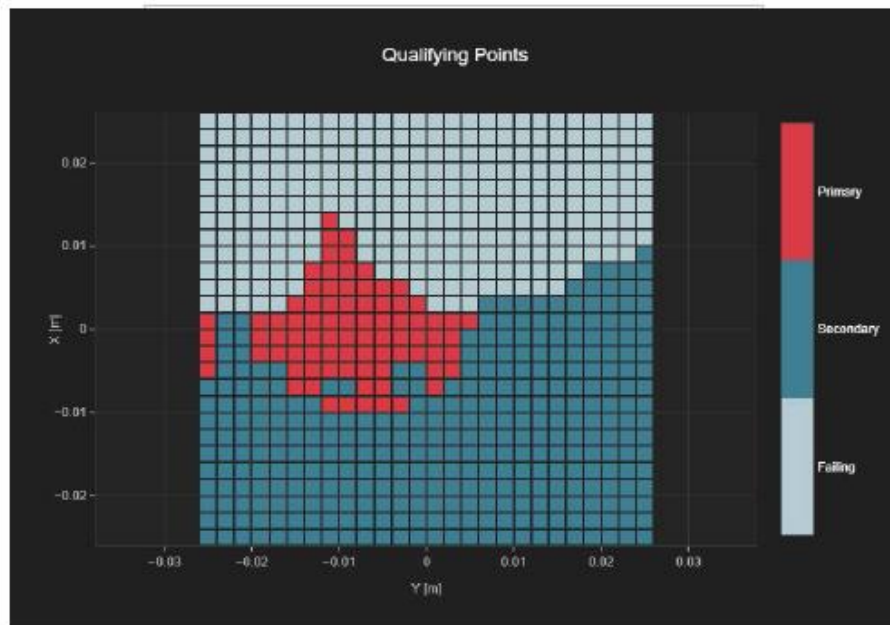 Qualifying Points
0.02
0.01
0
−0.01
−0.02
X [m]
−0.03
−0.02
−0.01
0
0.01
0.02
0.03
Y [m]
Primary
Secondary
Failing